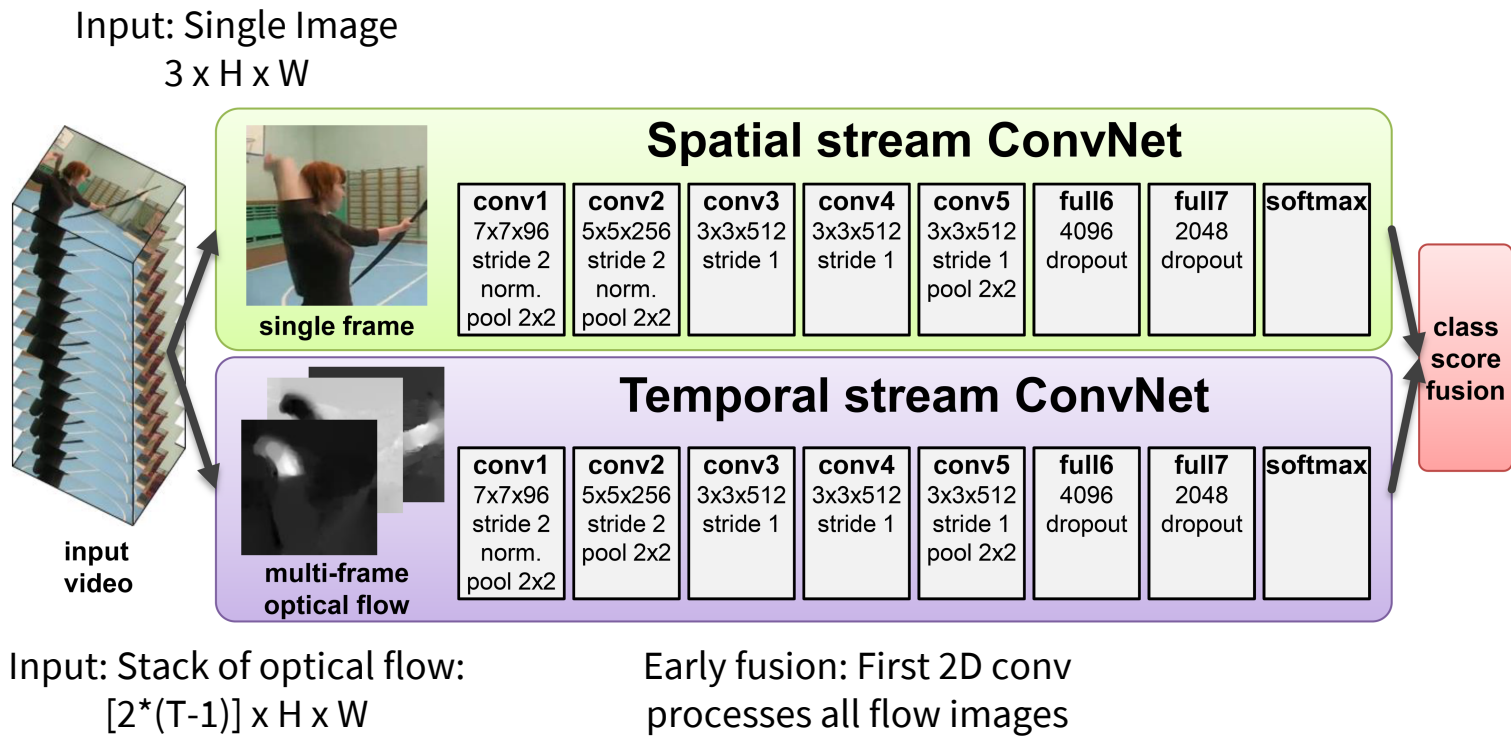 Input: Single Image
3 x H x W
Spatial stream ConvNet
single frame
conv1
7x7x96
stride 2
norm.
pool 2x2
conv2
5x5x256
stride 2
norm.
pool 2x2
conv3
3x3x512
stride 1
conv4
3x3x512
stride 1
conv5
3x3x512
stride 1
pool 2x2
full6
4096
dropout
full7
2048
dropout
softmax
input
video
Temporal stream ConvNet
multi-frame
optical flow
conv1
7x7x96
stride 2
norm.
pool 2x2
conv2
5x5x256
stride 2
pool 2x2
conv3
3x3x512
stride 1
conv4
3x3x512
stride 1
conv5
3x3x512
stride 1
pool 2x2
full6
4096
dropout
full7
2048
dropout
softmax
class
score
fusion
Input: Stack of optical flow:
[2*(T-1)] x H x W
Early fusion: First 2D conv
processes all flow images